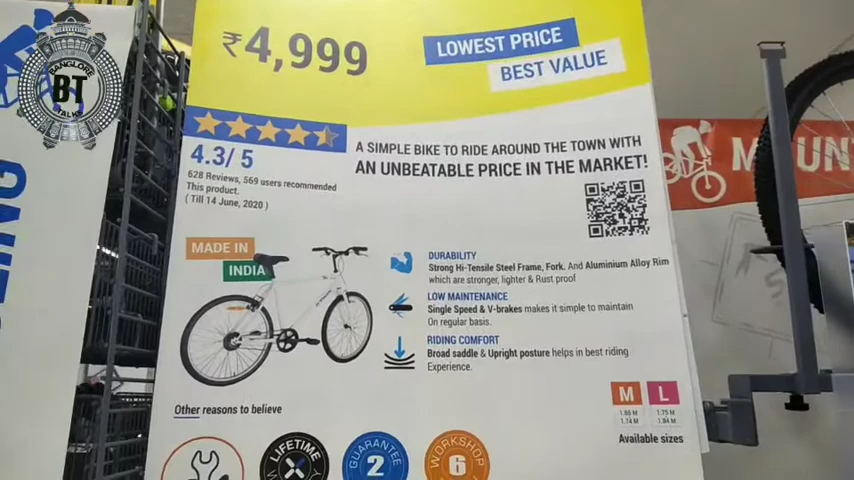 BANGLORE
BT
TALKS
₹4,999
LOWEST PRICE
BEST VALUE
4.3/5
628 Reviews, 569 users recommended
This product.
( Till 14 June, 2020 )
A SIMPLE BIKE TO RIDE AROUND THE TOWN WITH
AN UNBEATABLE PRICE IN THE MARKET!
MADE IN
INDIA
DURABILITY
Strong Hi-Tensile Steel Frame, Fork. And Aluminium Alloy Rim
which are stronger, lighter & Rust proof
LOW MAINTENANCE
Single Speed & V-brakes makes it simple to maintain
On regular basis.
RIDING COMFORT
Broad saddle & Upright posture helps in best riding
Experience.
M L
1.74 M 1.84 M
Available sizes
Other reasons to believe
LIFETIME
GUARANTEE
2
WORKSHOP
6